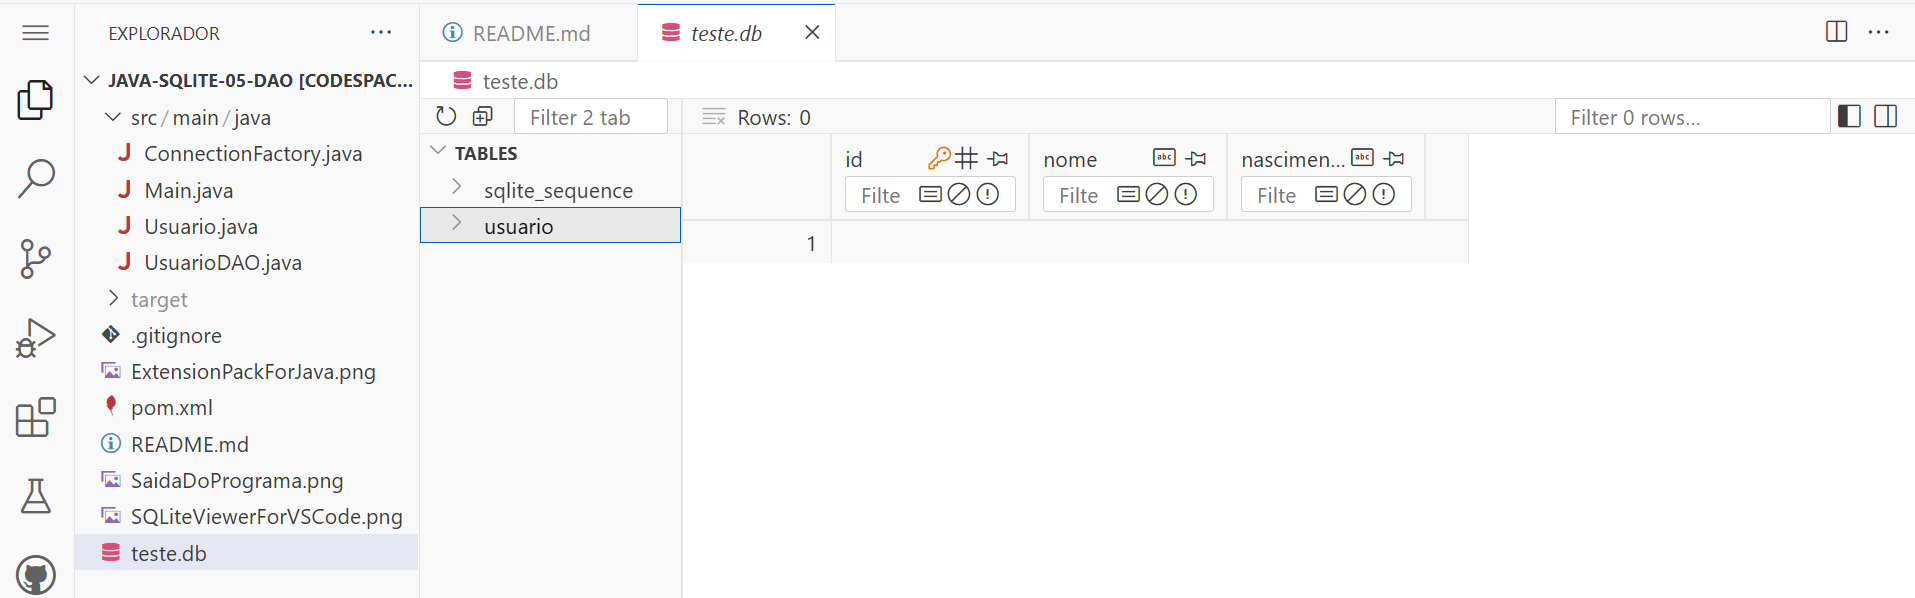 EXPLORADOR
JAVA-SQLITE-05-DAO [CODESPAC...
src / main / java
ConnectionFactory.java
Main.java
Usuario.java
UsuarioDAO.java
target
.gitignore
ExtensionPackForJava.png
pom.xml
README.md
SaidaDoPrograma.png
SQLiteViewerForVSCode.png
teste.db
README.md
teste.db
teste.db
Filter 2 tab
TABLES
sqlite_sequence
usuario
Rows: 0
Filter 0 rows...
id
nome
abc
nascimen...
abc
Filte
Filte
Filte
1